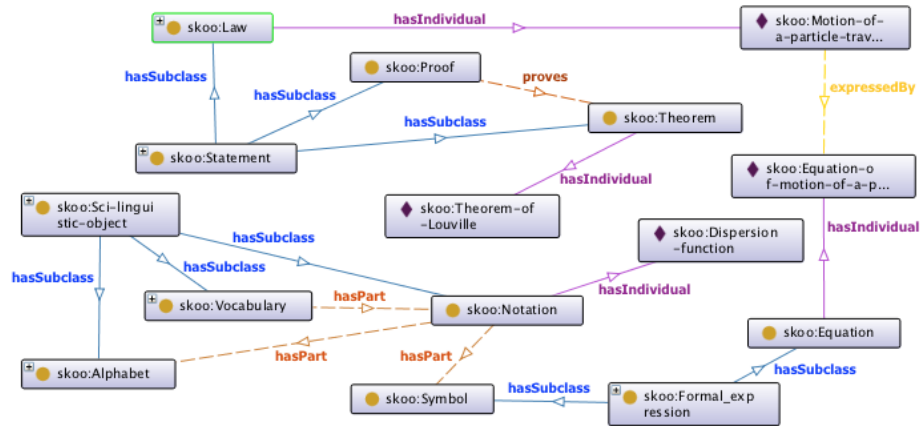 skoo:Law
hasIndividual
skoo:Motion-of-
a-particle-trav...
hasSubclass
skoo:Proof
proves
expressedBy
hasSubclass
hasSubclass
skoo:Theorem
skoo:Statement
hasIndividual
skoo:Equation-o
f-motion-of-a-p...
skoo:Sci-lingui
stic-object
skoo:Theorem-of
-Louville
hasIndividual
skoo:Dispersion
-function
hasSubclass
hasSubclass
hasSubclass
hasIndividual
hasPart
skoo:Vocabulary
skoo:Notation
skoo:Equation
hasPart
hasPart
hasSubclass
skoo:Alphabet
skoo:Symbol
hasSubclass
skoo:Formal_exp
ression